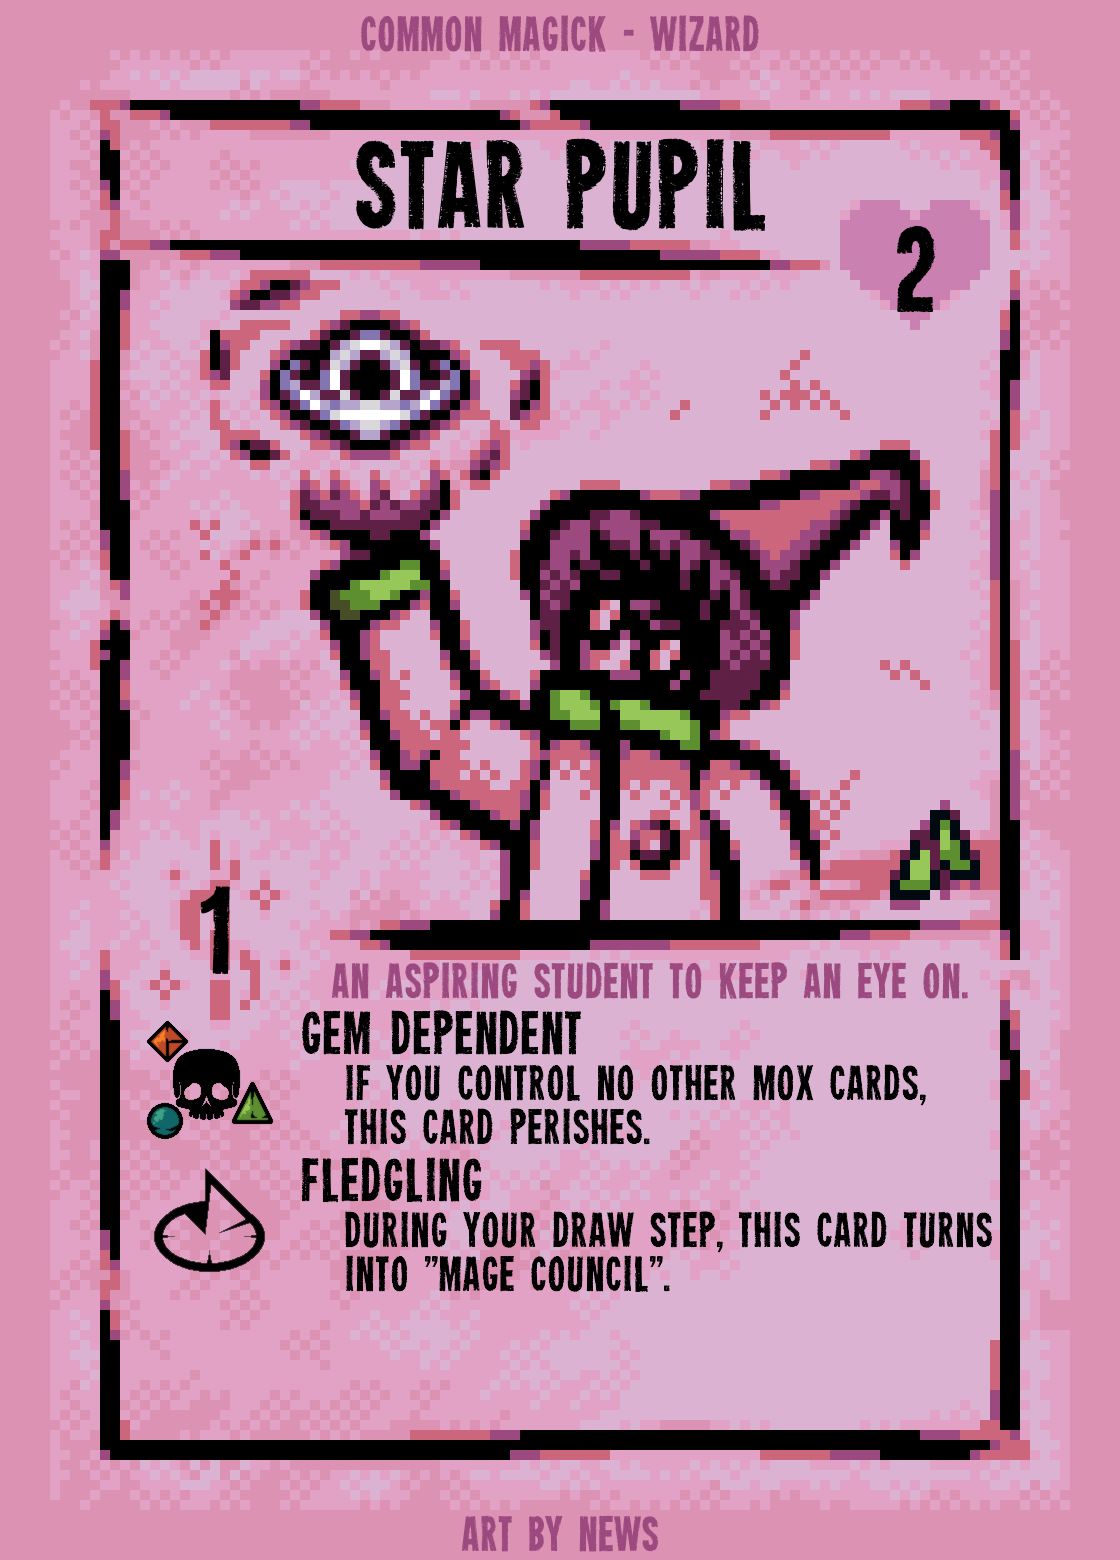 COMMON MAGICK - WIZARD
STAR PUPIL
2
1
AN ASPIRING STUDENT TO KEEP AN EYE ON.
GEM DEPENDENT
IF YOU CONTROL NO OTHER MOX CARDS,
THIS CARD PERISHES.
FLEDGLING
DURING YOUR DRAW STEP, THIS CARD TURNS
INTO "MAGE COUNCIL".
ART BY NEWS